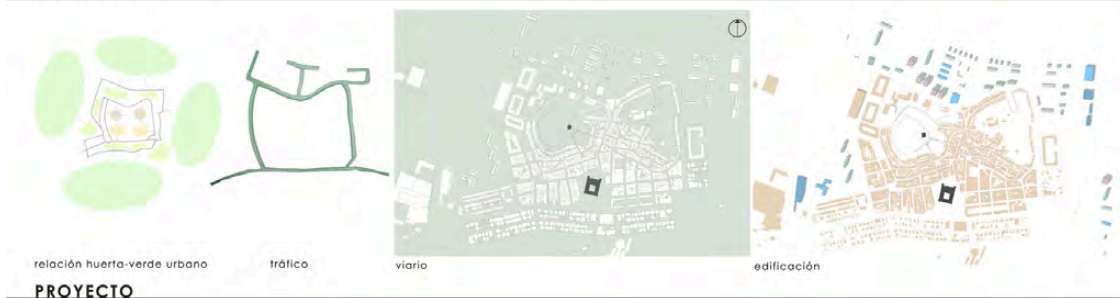 relación huerta-verde urbano
tráfico
viario
edificación
PROYECTO